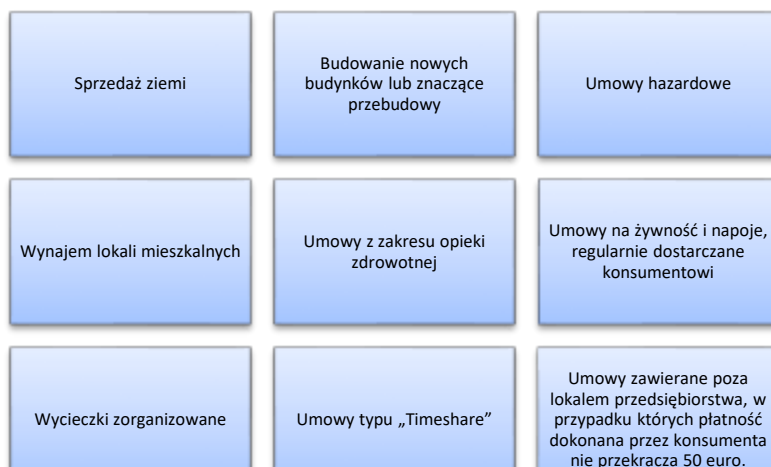 Sprzedaż ziemi
Budowanie nowych
budynków lub znaczące
przebudowy
Umowy hazardowe
Wynajem lokali mieszkalnych
Umowy z zakresu opieki
zdrowotnej
Umowy na żywność i napoje,
regularnie dostarczane
konsumentowi
Wycieczki zorganizowane
Umowy typu „Timeshare”
Umowy zawierane poza
lokalem przedsiębiorstwa, w
przypadku których płatność
dokonana przez konsumenta
nie przekracza 50 euro.